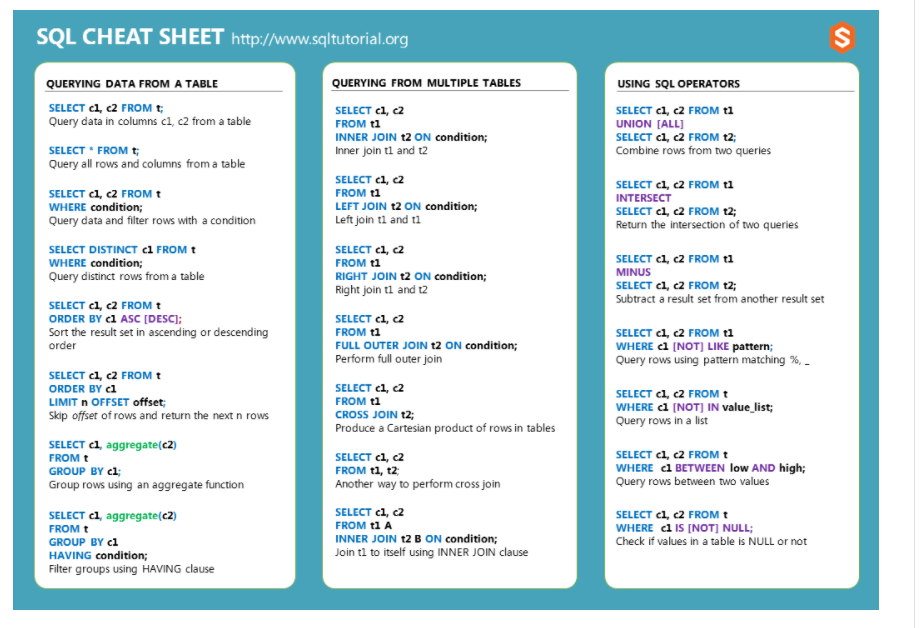 SQL CHEAT SHEET http://www.sqltutorial.org
S
QUERYING DATA FROM A TABLE
SELECT c1, c2 FROM t;
Query data in columns c1, c2 from a table
SELECT * FROM t;
Query all rows and columns from a table
SELECT c1, c2 FROM t
WHERE condition;
Query data and filter rows with a condition
SELECT DISTINCT c1 FROM t
WHERE condition;
Query distinct rows from a table
SELECT c1, c2 FROM t
ORDER BY c1 ASC [DESC];
Sort the result set in ascending or descending
order
SELECT c1, c2 FROM t
ORDER BY c1
LIMIT n OFFSET offset;
Skip offset of rows and return the next n rows
SELECT c1, aggregate(c2)
FROM t
GROUP BY c1;
Group rows using an aggregate function
SELECT c1, aggregate(c2)
FROM t
GROUP BY c1
HAVING condition;
Filter groups using HAVING clause
QUERYING FROM MULTIPLE TABLES
SELECT c1, c2
FROM t1
INNER JOIN t2 ON condition;
Inner join t1 and t2
SELECT c1, c2
FROM t1
LEFT JOIN t2 ON condition;
Left join t1 and t1
SELECT c1, c2
FROM t1
RIGHT JOIN t2 ON condition;
Right join t1 and t2
SELECT c1, c2
FROM t1
FULL OUTER JOIN t2 ON condition;
Perform full outer join
SELECT c1, c2
FROM t1
CROSS JOIN t2;
Produce a Cartesian product of rows in tables
SELECT c1, c2
FROM t1, t2;
Another way to perform cross join
SELECT c1, c2
FROM t1 A
INNER JOIN t2 B ON condition;
Join t1 to itself using INNER JOIN clause
USING SQL OPERATORS
SELECT c1, c2 FROM t1
UNION [ALL]
SELECT c1, c2 FROM t2;
Combine rows from two queries
SELECT c1, c2 FROM t1
INTERSECT
SELECT c1, c2 FROM t2;
Return the intersection of two queries
SELECT c1, c2 FROM t1
MINUS
SELECT c1, c2 FROM t2;
Subtract a result set from another result set
SELECT c1, c2 FROM t1
WHERE c1 [NOT] LIKE pattern;
Query rows using pattern matching %, _
SELECT c1, c2 FROM t
WHERE c1 [NOT] IN value_list;
Query rows in a list
SELECT c1, c2 FROM t
WHERE c1 BETWEEN low AND high;
Query rows between two values
SELECT c1, c2 FROM t
WHERE c1 IS [NOT] NULL;
Check if values in a table is NULL or not